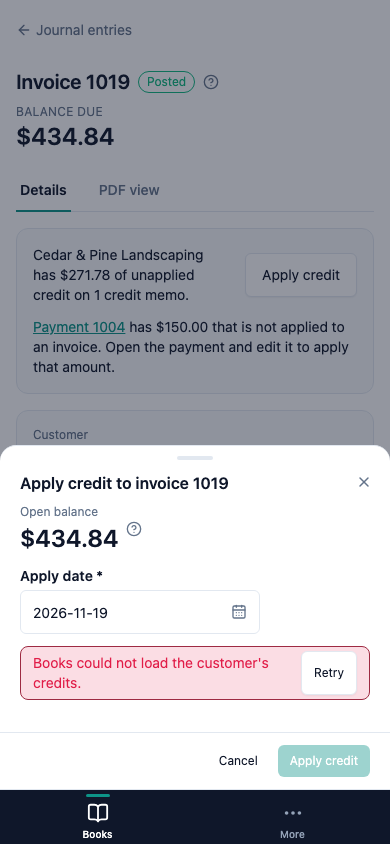 Journal entries
Invoice 1019 Posted
BALANCE DUE
$434.84
Details PDF view
Cedar & Pine Landscaping
has $271.78 of unapplied
credit on 1 credit memo.
Apply credit
Payment 1004 has $150.00 that is not applied to
an invoice. Open the payment and edit it to apply
that amount.
Customer
Apply credit to invoice 1019
Open balance
$434.84
Apply date *
2026-11-19
Books could not load the customer's
credits.
Retry
Cancel Apply credit
Books More